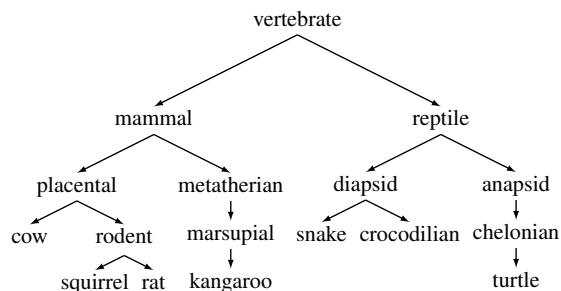 vertebrate
mammal reptile
placental metatherian diapsid anapsid
cow rodent marsupial snake crocodilian chelonian
squirrel rat kangaroo turtle